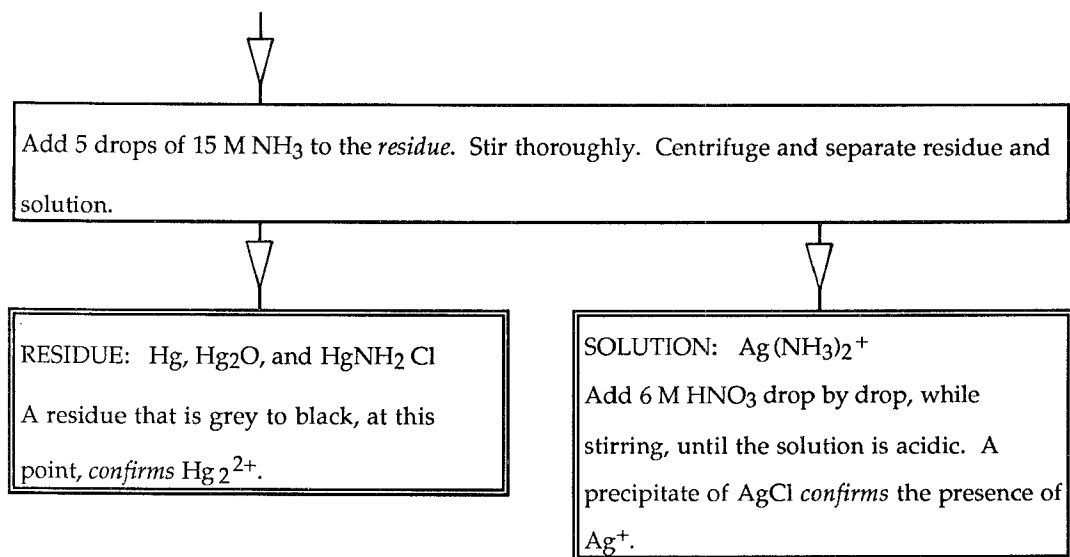 Add 5 drops of 15 M NH₃ to the residue. Stir thoroughly. Centrifuge and separate residue and
solution.
RESIDUE: Hg, Hg₂O, and HgNH₂ Cl
A residue that is grey to black, at this
point, confirms Hg₂²⁺.
SOLUTION: Ag(NH₃)₂⁺
Add 6 M HNO₃ drop by drop, while
stirring, until the solution is acidic. A
precipitate of AgCl confirms the presence of
Ag⁺.